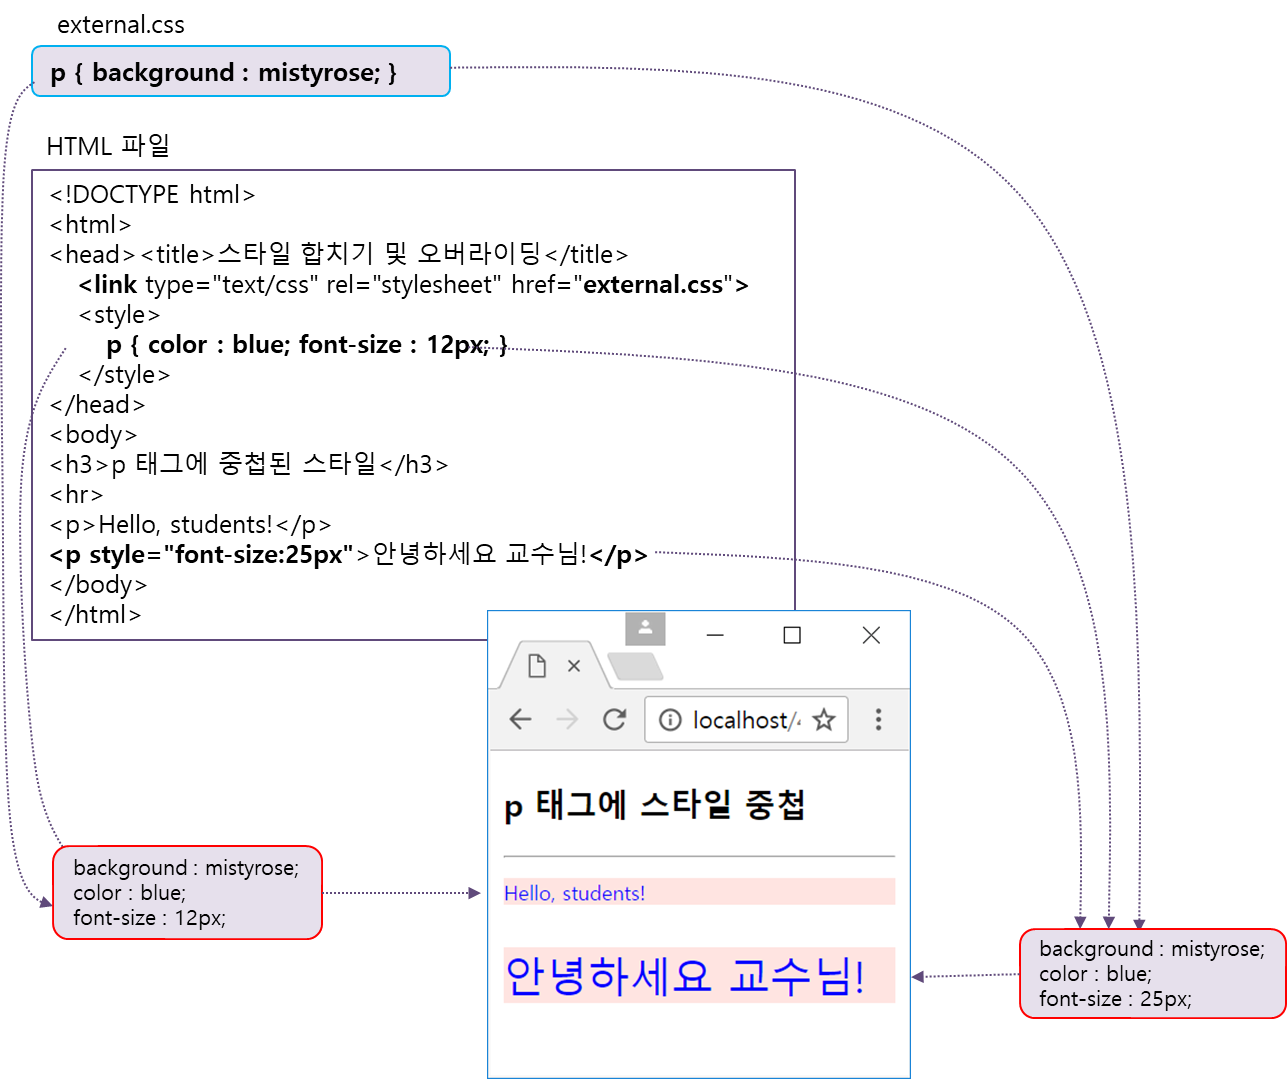 external.css
p { background : mistyrose; }
HTML 파일
<!DOCTYPE html>
<html>
<head><title>스타일 합치기 및 오버라이딩</title>
<link type="text/css" rel="stylesheet" href="external.css">
<style>
p { color : blue; font-size : 12px; }
</style>
</head>
<body>
<h3>p 태그에 중첩된 스타일</h3>
<hr>
<p>Hello, students!</p>
<p style="font-size:25px">안녕하세요 교수님!</p>
</body>
</html>
localhost/
p 태그에 스타일 중첩
Hello, students!
안녕하세요 교수님!
background : mistyrose;
color : blue;
font-size : 12px;
background : mistyrose;
color : blue;
font-size : 25px;